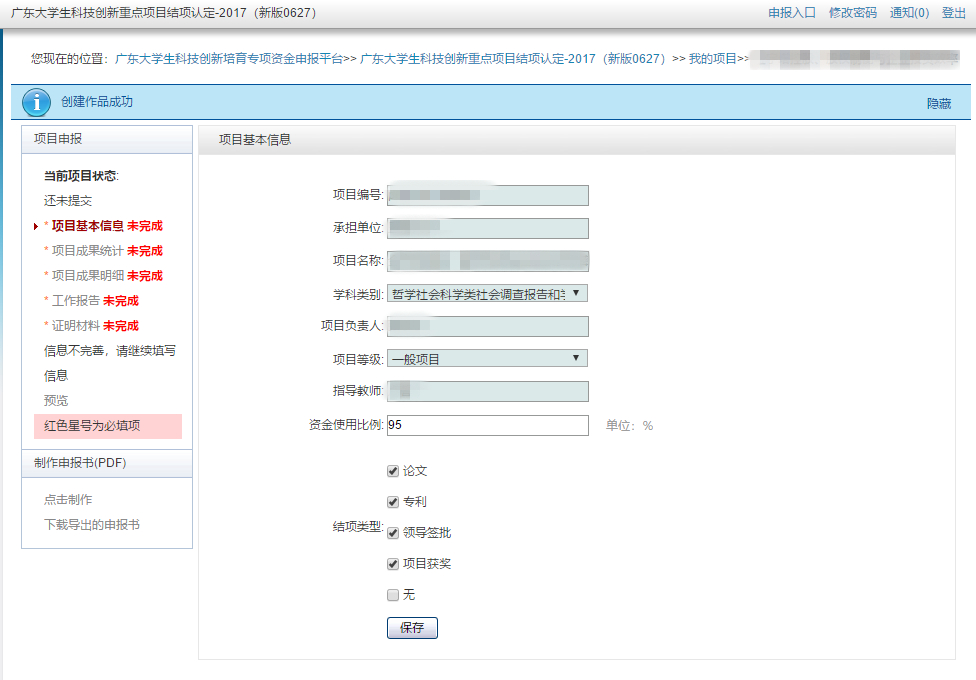 广东大学生科技创新重点项目结项认定-2017（新版0627） 申报入口 修改密码 通知(0) 登出
您现在的位置：广东大学生科技创新培育专项资金申报平台>> 广东大学生科技创新重点项目结项认定-2017（新版0627）>> 我的项目>>
创建作品成功 隐藏
项目申报
当前项目状态:
还未提交
* 项目基本信息 未完成
* 项目成果统计 未完成
* 项目成果明细 未完成
* 工作报告 未完成
* 证明材料 未完成
信息不完善，请继续填写
信息
预览
红色星号为必填项
制作申报书(PDF)
点击制作
下载导出的申报书
项目基本信息
项目编号:
承担单位:
项目名称:
学科类别: 哲学社会科学类社会调查报告和
项目负责人:
项目等级: 一般项目
指导教师:
资金使用比例: 95 单位：%
结项类型:
论文
专利
领导签批
项目获奖
无
保存